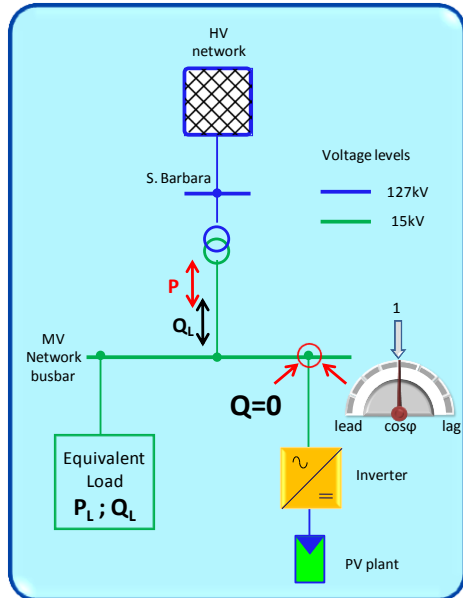 HV
network
S. Barbara
Voltage levels
127kV
15kV
P
QL
MV
Network
busbar
1
Q=0
lead cosφ lag
Equivalent
Load
PL ; QL
Inverter
PV plant